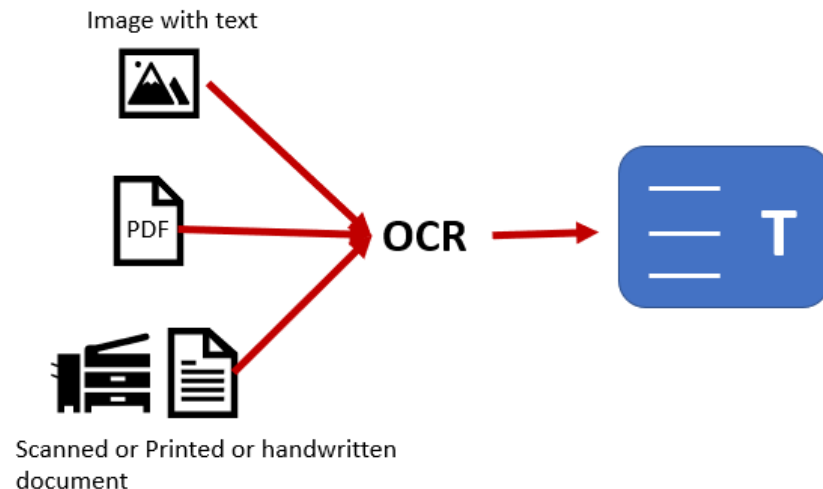 Image with text
PDF
OCR
T
Scanned or Printed or handwritten
document